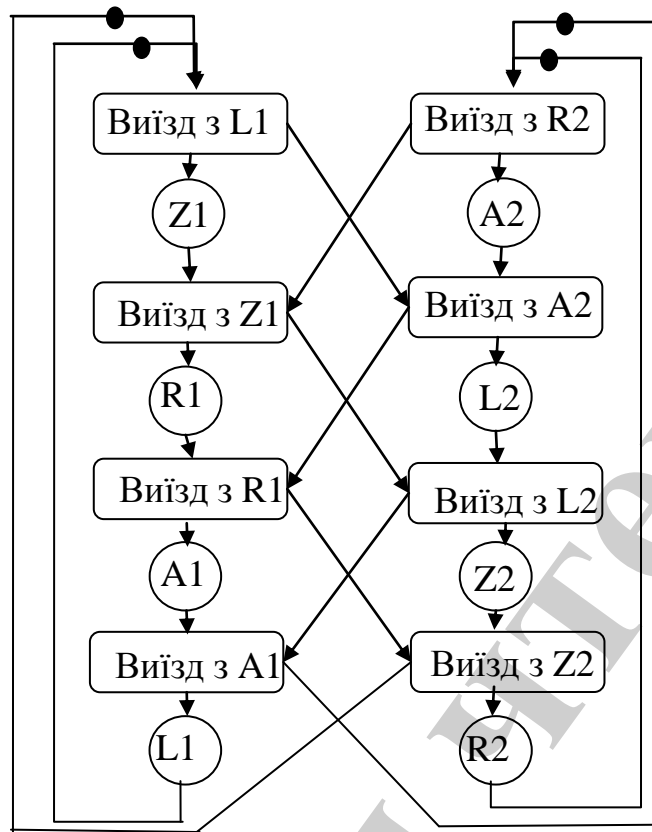 Виїзд з L1
Виїзд з R2
Z1
A2
Виїзд з Z1
Виїзд з A2
R1
L2
Виїзд з R1
Виїзд з L2
A1
Z2
Виїзд з A1
Виїзд з Z2
L1
R2